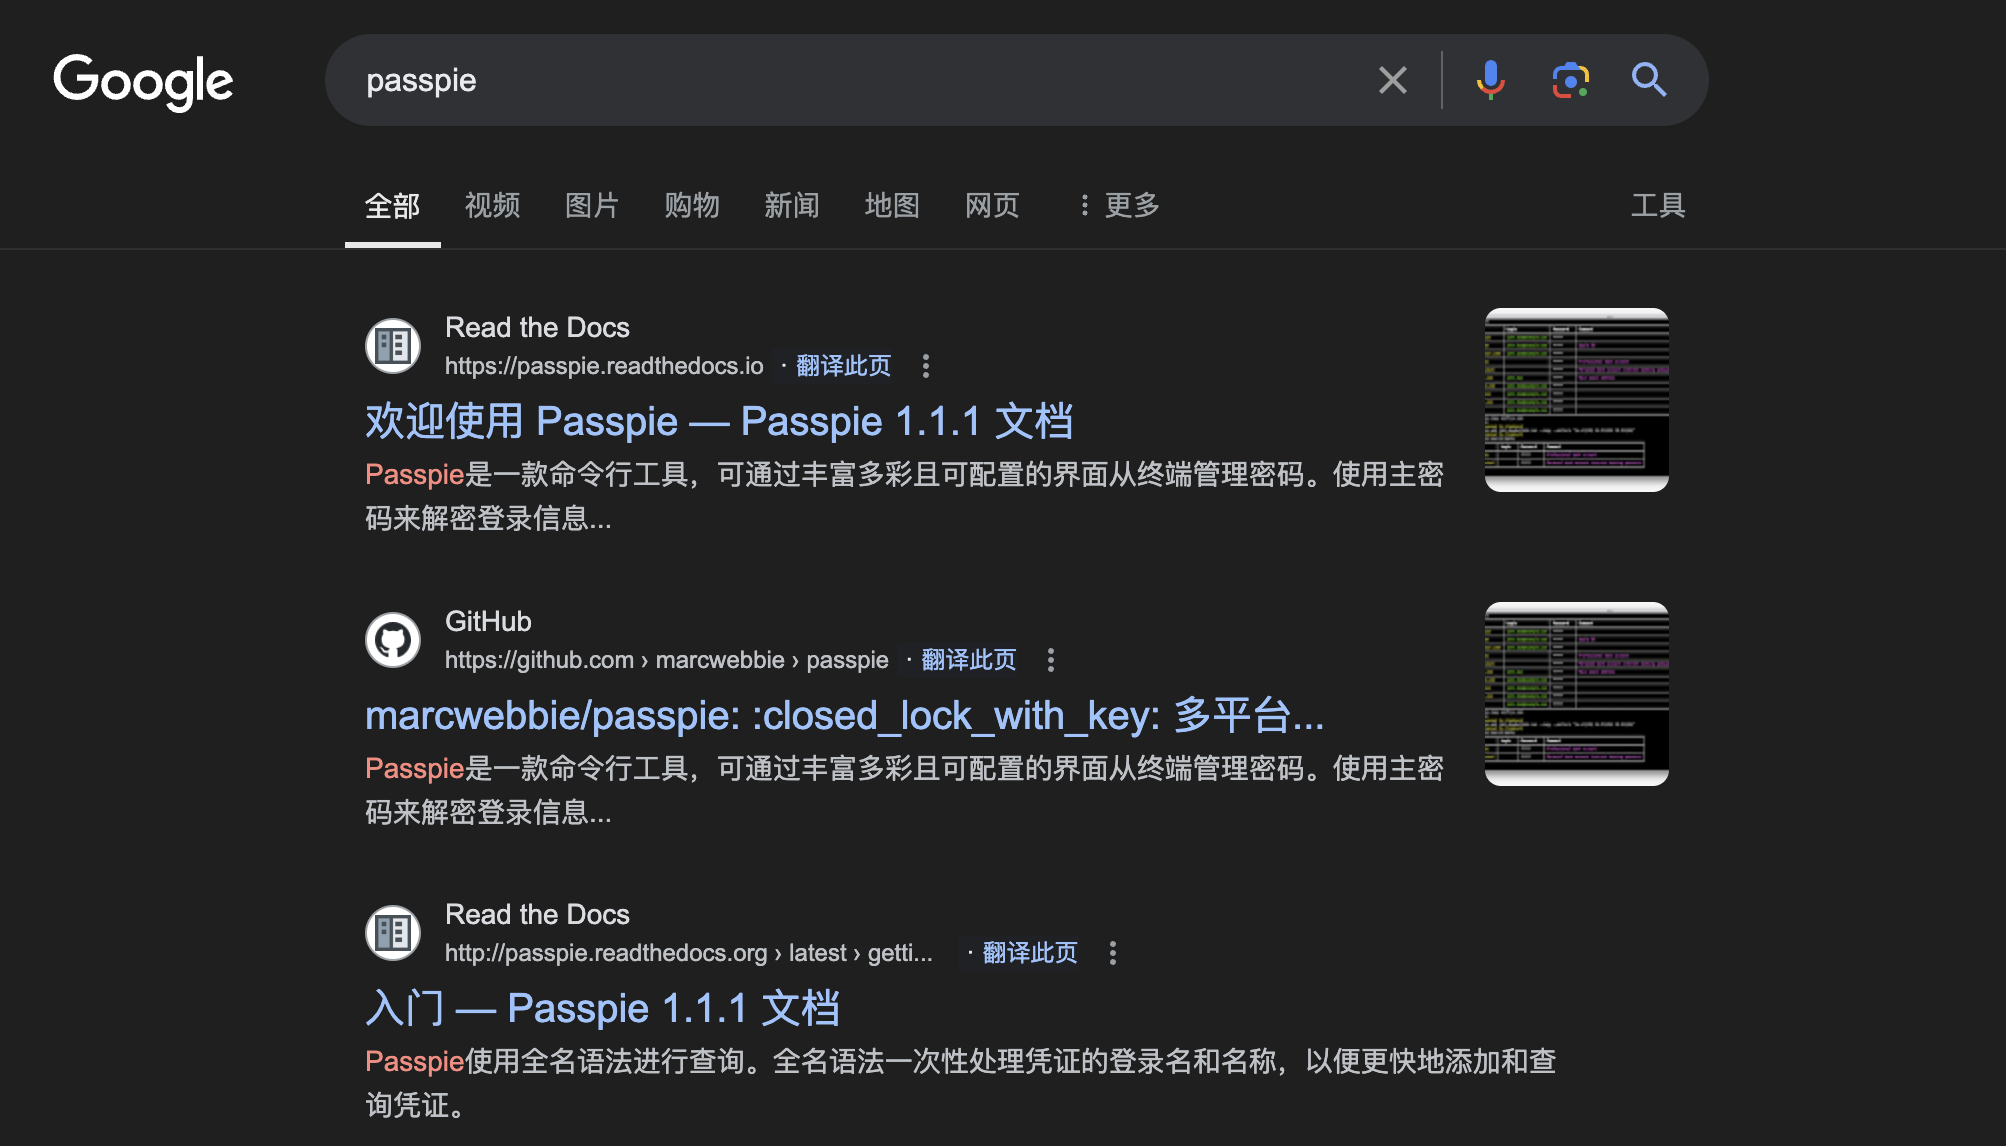 Google
passpie
全部 视频 图片 购物 新闻 地图 网页 更多 工具
Read the Docs
https://passpie.readthedocs.io · 翻译此页
欢迎使用 Passpie — Passpie 1.1.1 文档
Passpie是一款命令行工具，可通过丰富多彩且可配置的界面从终端管理密码。使用主密
码来解密登录信息...
GitHub
https://github.com › marcwebbie › passpie · 翻译此页
marcwebbie/passpie: :closed_lock_with_key: 多平台...
Passpie是一款命令行工具，可通过丰富多彩且可配置的界面从终端管理密码。使用主密
码来解密登录信息...
Read the Docs
http://passpie.readthedocs.org › latest › getti... · 翻译此页
入门 — Passpie 1.1.1 文档
Passpie使用全名语法进行查询。全名语法一次性处理凭证的登录名和名称，以便更快地添加和查
询凭证。